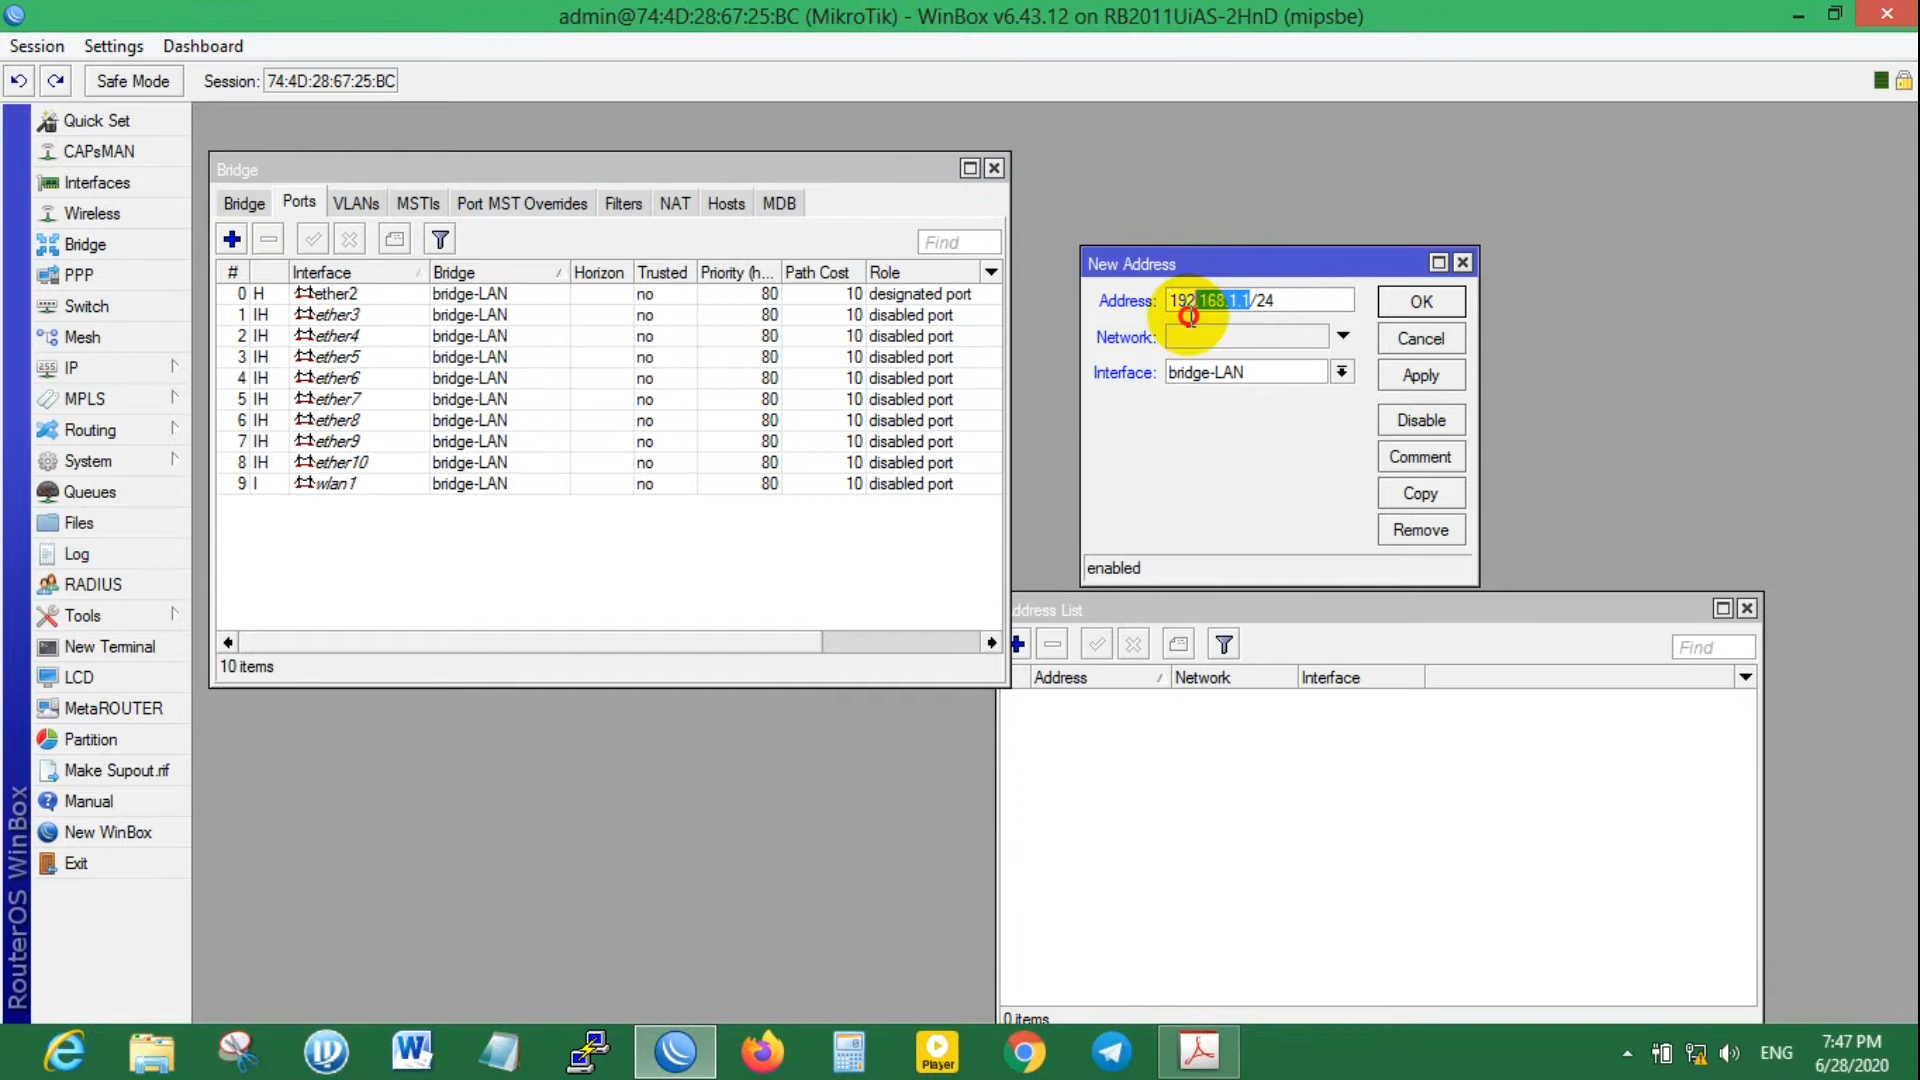 admin@74:4D:28:67:25:BC (MikroTik) - WinBox v6.43.12 on RB2011UiAS-2HnD (mipsbe)
Session Settings Dashboard
Safe Mode Session: 74:4D:28:67:25:BC
RouterOS WinBox
Quick Set
CAPsMAN
Interfaces
Wireless
Bridge
PPP
Switch
Mesh
IP
MPLS
Routing
System
Queues
Files
Log
RADIUS
Tools
New Terminal
LCD
MetaROUTER
Partition
Make Supout.rif
Manual
New WinBox
Exit
Bridge
Bridge Ports VLANs MSTIs Port MST Overrides Filters NAT Hosts MDB
Find
# Interface Bridge Horizon Trusted Priority (h... Path Cost Role
0 H ether2 bridge-LAN no 80 10 designated port
1 IH ether3 bridge-LAN no 80 10 disabled port
2 IH ether4 bridge-LAN no 80 10 disabled port
3 IH ether5 bridge-LAN no 80 10 disabled port
4 IH ether6 bridge-LAN no 80 10 disabled port
5 IH ether7 bridge-LAN no 80 10 disabled port
6 IH ether8 bridge-LAN no 80 10 disabled port
7 IH ether9 bridge-LAN no 80 10 disabled port
8 IH ether10 bridge-LAN no 80 10 disabled port
9 I wlan1 bridge-LAN no 80 10 disabled port
10 items
New Address
Address: 192.168.1.1/24
Network:
Interface: bridge-LAN
OK
Cancel
Apply
Disable
Comment
Copy
Remove
enabled
ddress List
Find
Address Network Interface
0 items
Player
ENG
7:47 PM
6/28/2020